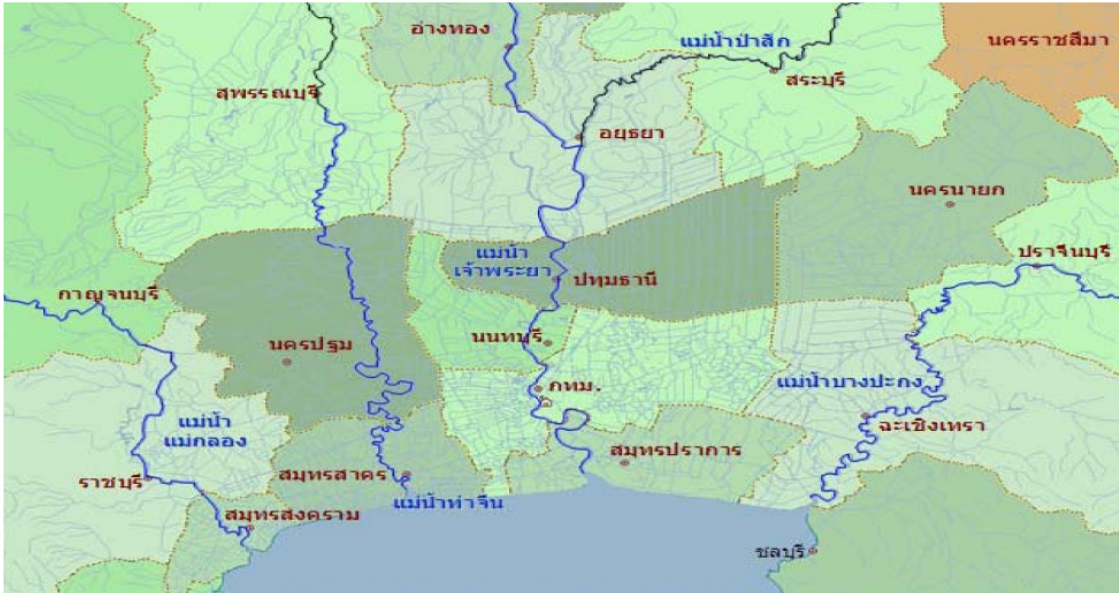 อ่างทอง
แม่น้ำป่าสัก
นครราชสีมา
สุพรรณบุรี
สระบุรี
อยุธยา
นครนายก
แม่น้ำ
เจ้าพระยา
ปทุมธานี
ปราจีนบุรี
กาญจนบุรี
นครปฐม
นนทบุรี
กทม.
แม่น้ำบางปะกง
ฉะเชิงเทรา
แม่น้ำ
แม่กลอง
ราชบุรี
สมุทรสาคร
สมุทรปราการ
แม่น้ำท่าจีน
สมุทรสงคราม
ชลบุรี